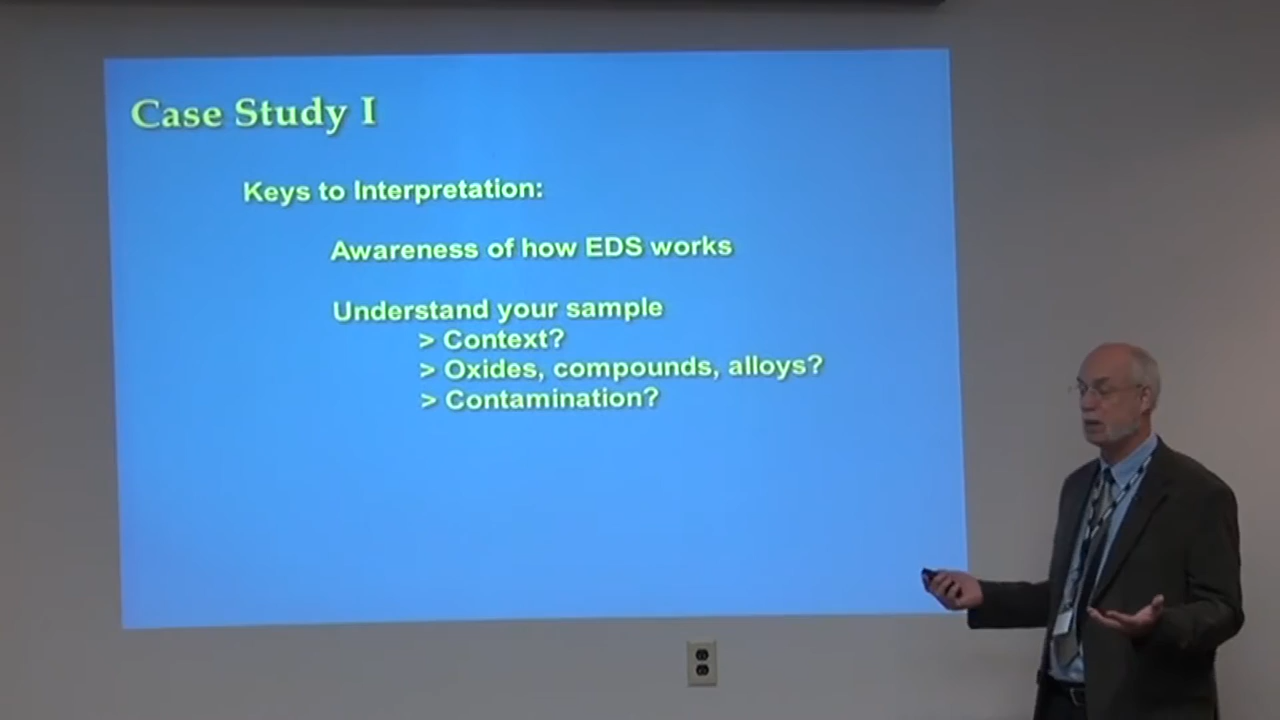 Case Study I
Keys to Interpretation:
Awareness of how EDS works
Understand your sample
> Context?
> Oxides, compounds, alloys?
> Contamination?